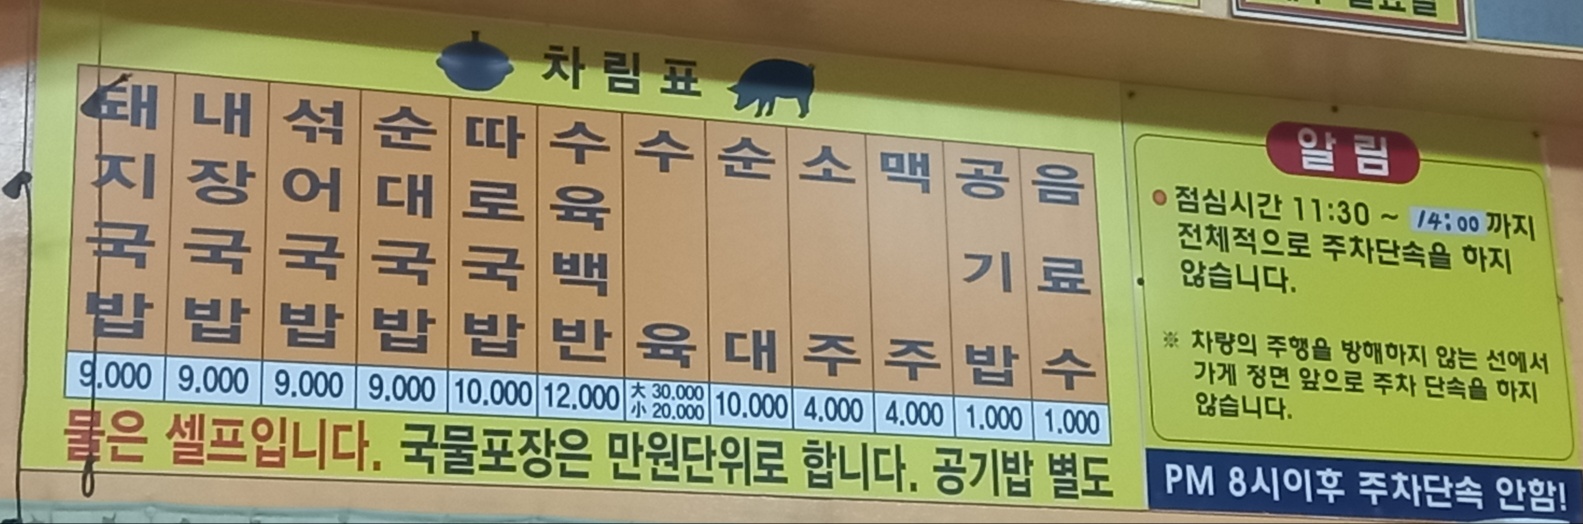 차림표
돼지국밥 9.000
내장국밥 9.000
섞어국밥 9.000
순대국밥 9.000
따로국밥 10.000
수육백반 12.000
수육 大 30.000 小 20.000
순대 10.000
소주 4.000
맥주 4.000
공기밥 1.000
음료수 1.000
물은 셀프입니다. 국물포장은 만원단위로 합니다. 공기밥 별도
알림
점심시간 11:30 ~ 14:00까지
전체적으로 주차단속을 하지
않습니다.
※ 차량의 주행을 방해하지 않는 선에서
가게 정면 앞으로 주차 단속을 하지
않습니다.
PM 8시이후 주차단속 안함!